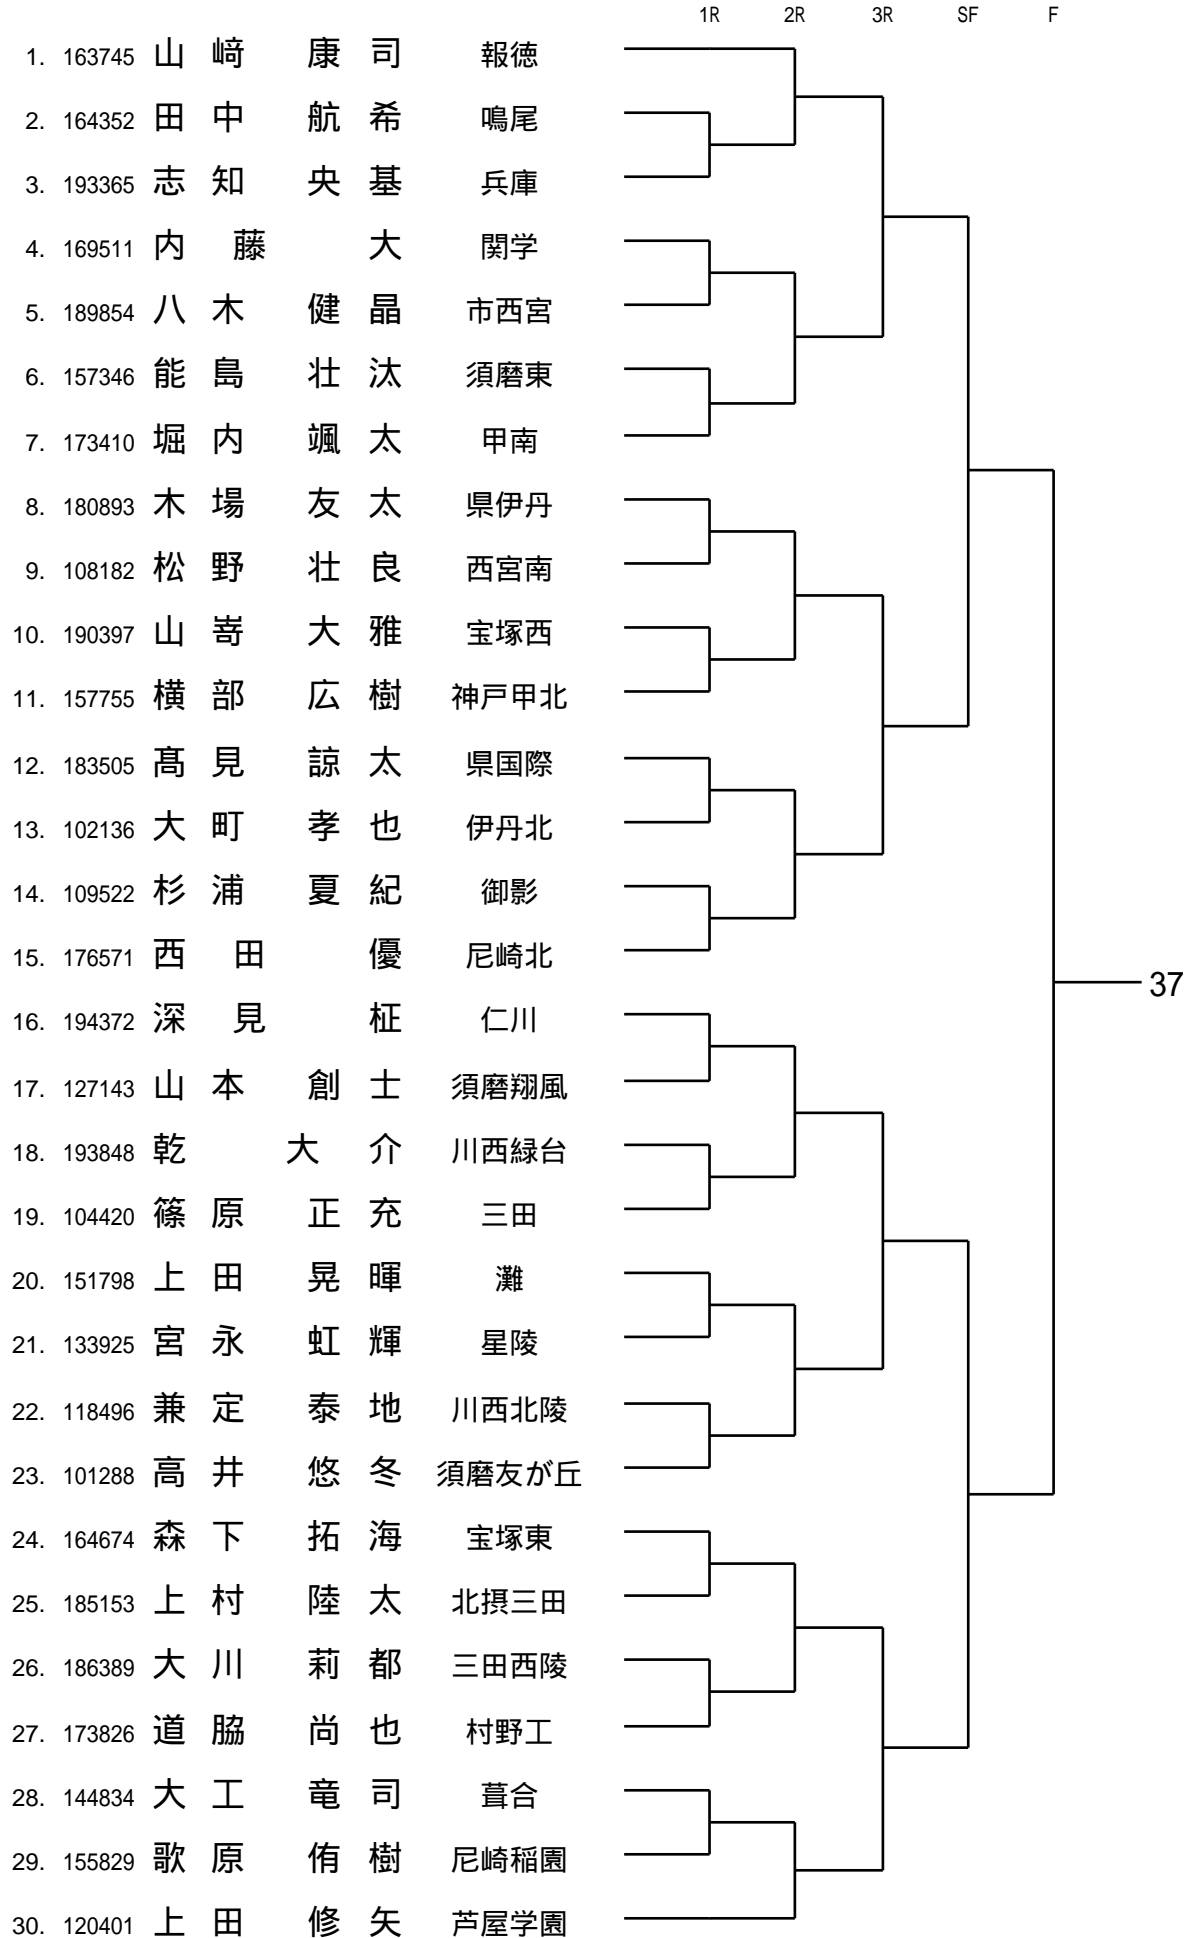 1R 2R 3R SF F
1. 163745 山﨑 康司 報徳
2. 164352 田中 航希 鳴尾
3. 193365 志知 央基 兵庫
4. 169511 内藤 大 関学
5. 189854 八木 健晶 市西宮
6. 157346 能島 壮汰 須磨東
7. 173410 堀内 颯太 甲南
8. 180893 木場 友太 県伊丹
9. 108182 松野 壮良 西宮南
10. 190397 山嵜 大雅 宝塚西
11. 157755 横部 広樹 神戸甲北
12. 183505 髙見 諒太 県国際
13. 102136 大町 孝也 伊丹北
14. 109522 杉浦 夏紀 御影
15. 176571 西田 優 尼崎北
37
16. 194372 深見 柾 仁川
17. 127143 山本 創士 須磨翔風
18. 193848 乾 大介 川西緑台
19. 104420 篠原 正充 三田
20. 151798 上田 晃暉 灘
21. 133925 宮永 虹輝 星陵
22. 118496 兼定 泰地 川西北陵
23. 101288 高井 悠冬 須磨友が丘
24. 164674 森下 拓海 宝塚東
25. 185153 上村 陸太 北摂三田
26. 186389 大川 莉都 三田西陵
27. 173826 道脇 尚也 村野工
28. 144834 大工 竜司 葺合
29. 155829 歌原 侑樹 尼崎稲園
30. 120401 上田 修矢 芦屋学園